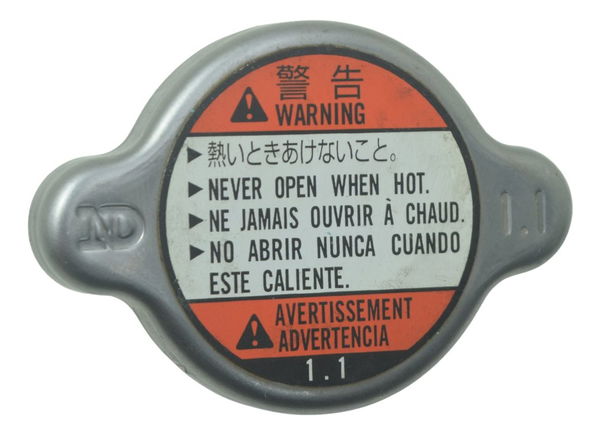 警告
WARNING
▶熱いときあけないこと。
▶NEVER OPEN WHEN HOT.
▶NE JAMAIS OUVRIR À CHAUD.
▶NO ABRIR NUNCA CUANDO
ESTE CALIENTE.
AVERTISSEMENT
ADVERTENCIA
1.1
ND
1.1